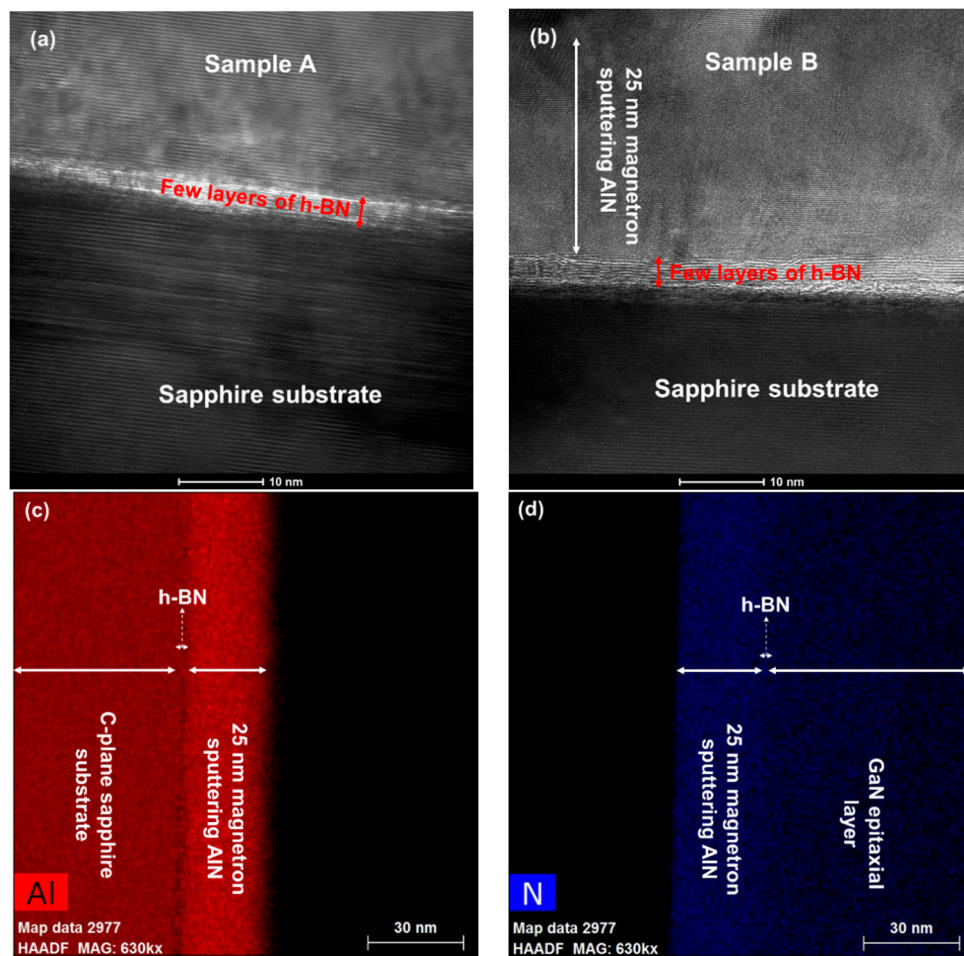 (a)
Sample A
Few layers of h-BN
Sapphire substrate
10 nm
(b)
Sample B
25 nm magnetron
sputtering AlN
Few layers of h-BN
Sapphire substrate
10 nm
(c)
h-BN
C-plane sapphire
substrate
25 nm magnetron
sputtering AlN
Al
Map data 2977
HAADF MAG: 630kx
30 nm
(d)
h-BN
25 nm magnetron
sputtering AlN
GaN epitaxial
layer
N
Map data 2977
HAADF MAG: 630kx
30 nm